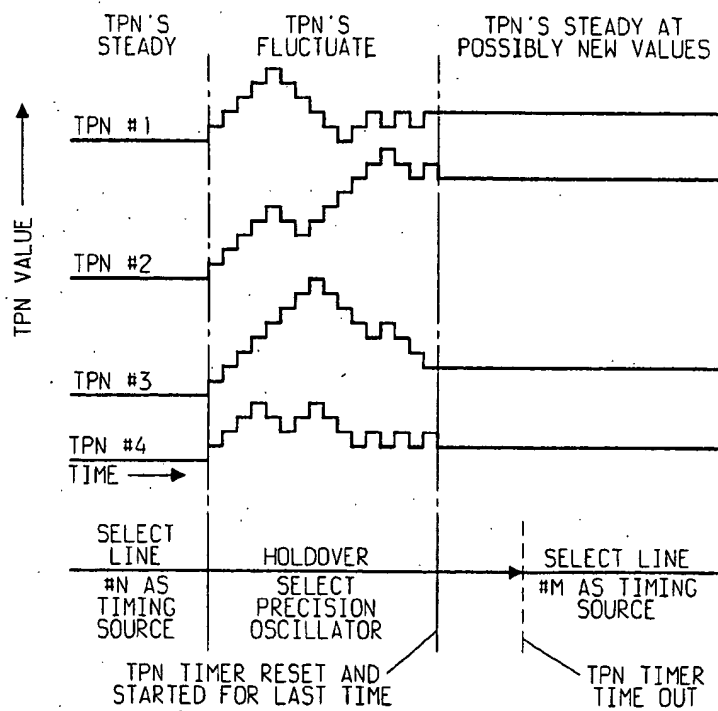 TPN'S
STEADY
TPN'S
FLUCTUATE
TPN'S STEADY AT
POSSIBLY NEW VALUES
TPN VALUE
TPN #1
TPN #2
TPN #3
TPN #4
TIME
SELECT
LINE
#N AS
TIMING
SOURCE
HOLDOVER
SELECT
PRECISION
OSCILLATOR
SELECT LINE
#M AS TIMING
SOURCE
TPN TIMER RESET AND
STARTED FOR LAST TIME
TPN TIMER
TIME OUT